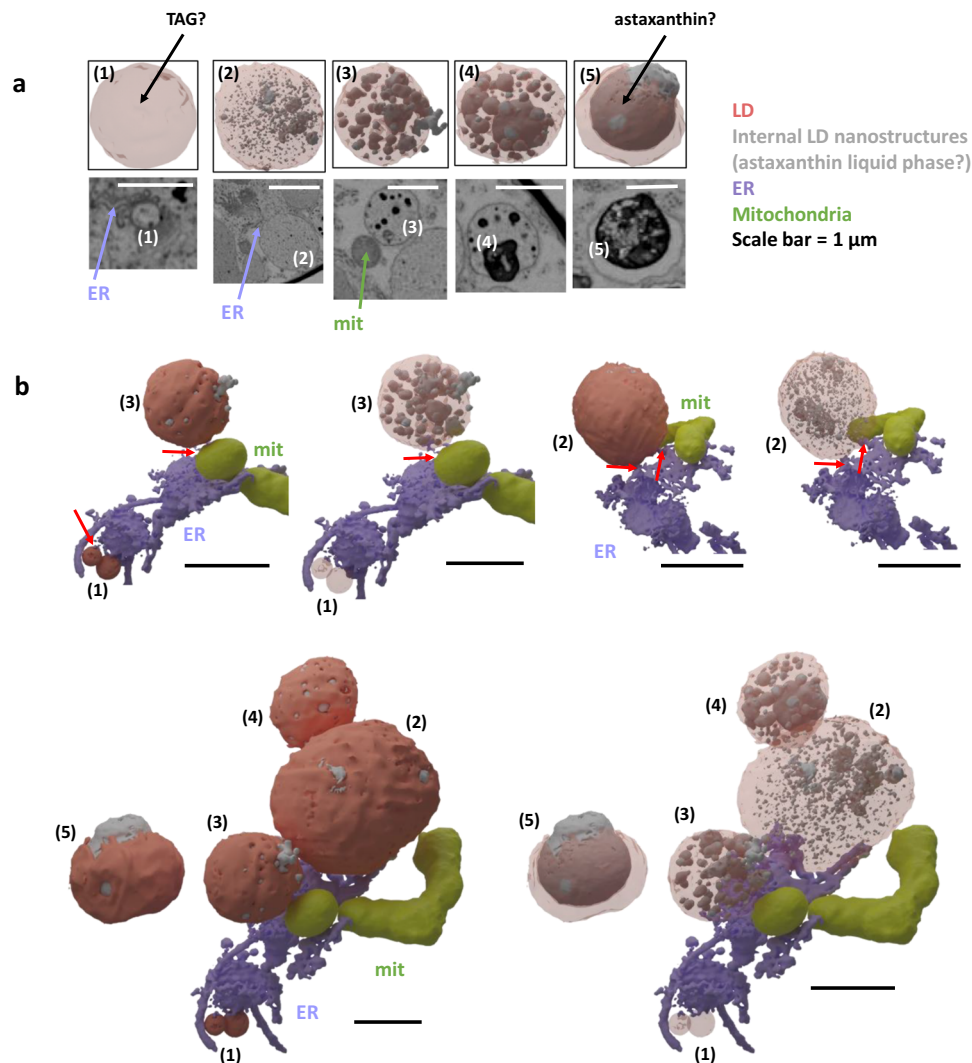 TAG?
astaxanthin?
a
(1)
(2)
(3)
(4)
(5)
LD
Internal LD nanostructures
(astaxanthin liquid phase?)
ER
Mitochondria
Scale bar = 1 µm
(1)
(2)
(3)
(4)
(5)
ER
ER
mit
b
(3)
mit
ER
(1)
(3)
(1)
mit
(2)
ER
(2)
(4)
(2)
(5)
(3)
mit
ER
(1)
(4)
(2)
(5)
(3)
(1)